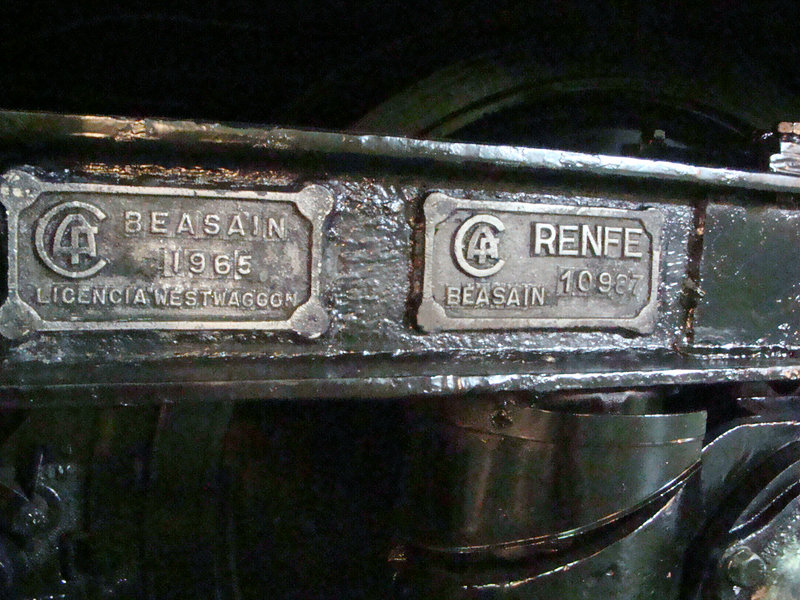 CAF BEASAIN
1965
LICENCIA WESTWAGGON
CAF RENFE
BEASAIN 10987